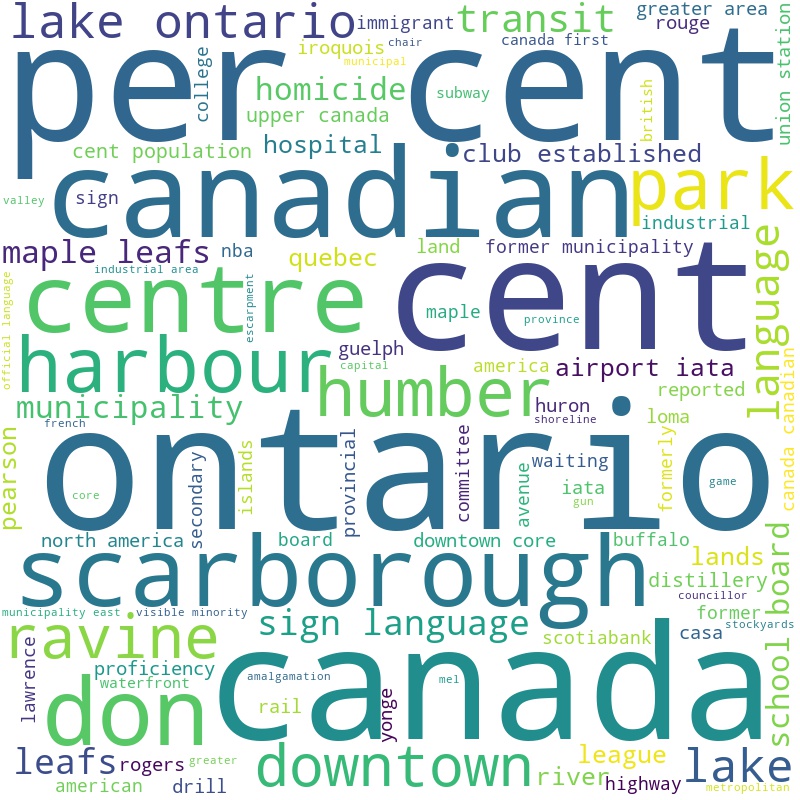 lake ontario
immigrant
transit
greater area
rouge
union station
iroquois
chair
canada first
municipal
per cent
college
homicide
subway
british
upper canada
cent population
hospital
club established
canadian
park
valley
sign
industrial
maple leafs
nba
quebec
land
former municipality
language
industrial area
official language
centre
escarpment
cent
maple
province
harbour
guelph
capital
america
airport iata
canada canadian
municipality
humber
reported
huron
shoreline
loma
french
pearson
ontario
core
secondary
islands
provincial
committee
avenue
waiting
iata
gun
formerly
game
north america
board
downtown core
buffalo
school board
scarborough
lands
distillery
councillor
municipality east
visible minority
former
stockyards
sign language
ravine
scotiabank
casa
lawrence
proficiency
waterfront
amalgamation
mel
canada
don
rail
yonge
leafs
rogers
greater
downtown
league
river
lake
american
drill
highway
metropolitan